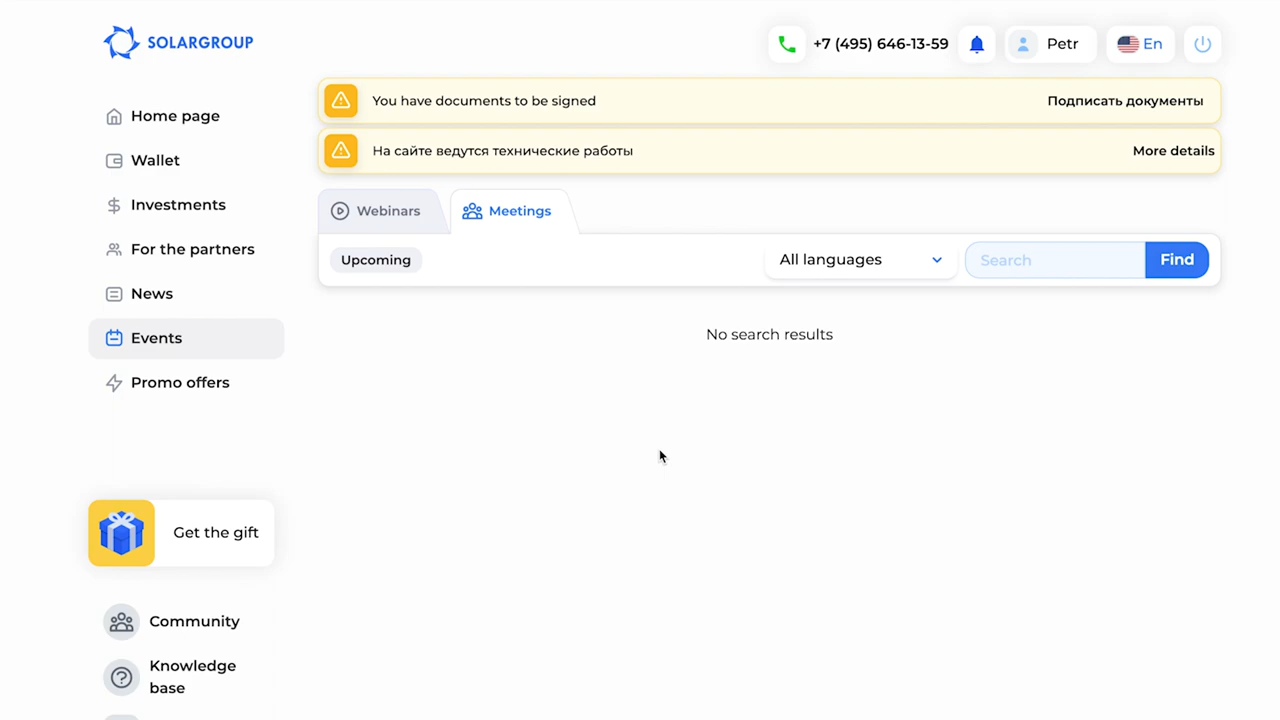 SOLARGROUP
+7 (495) 646-13-59
Petr
En
Home page
Wallet
Investments
For the partners
News
Events
Promo offers
Get the gift
Community
Knowledge
base
You have documents to be signed
Подписать документы
На сайте ведутся технические работы
More details
Webinars
Meetings
Upcoming
All languages
Search
Find
No search results